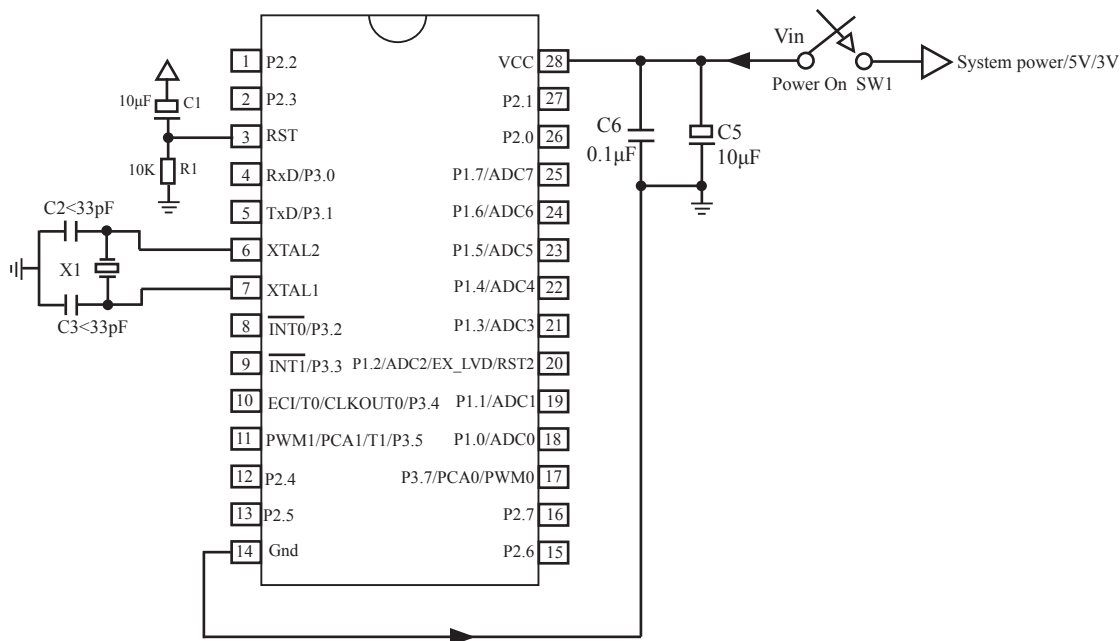 1 P2.2
2 P2.3
3 RST
4 RxD/P3.0
5 TxD/P3.1
6 XTAL2
7 XTAL1
8 INT0/P3.2
9 INT1/P3.3
10 ECI/T0/CLKOUT0/P3.4
11 PWM1/PCA1/T1/P3.5
12 P2.4
13 P2.5
14 Gnd
VCC 28
P2.1 27
P2.0 26
P1.7/ADC7 25
P1.6/ADC6 24
P1.5/ADC5 23
P1.4/ADC4 22
P1.3/ADC3 21
P1.2/ADC2/EX_LVD/RST2 20
P1.1/ADC1 19
P1.0/ADC0 18
P3.7/PCA0/PWM0 17
P2.7 16
P2.6 15
10μF C1
10K R1
C2<33pF
X1
C3<33pF
C6
0.1μF
C5
10μF
Vin
Power On SW1
System power/5V/3V